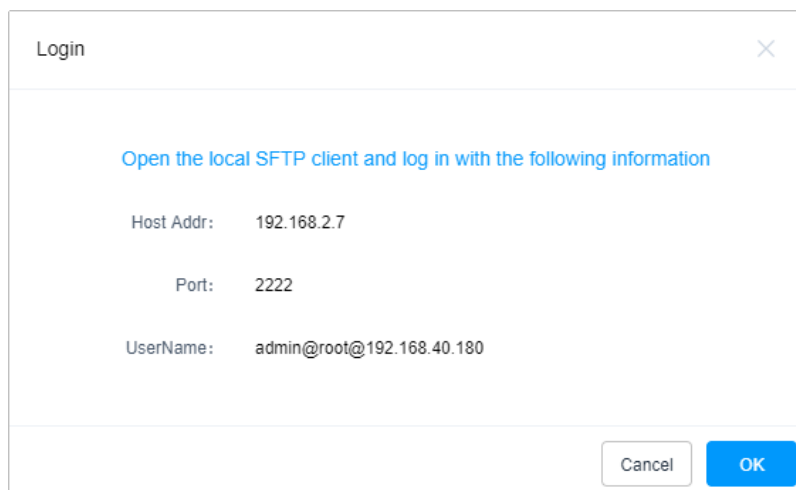 Login
Open the local SFTP client and log in with the following information
Host Addr: 192.168.2.7
Port: 2222
UserName: admin@root@192.168.40.180
Cancel OK